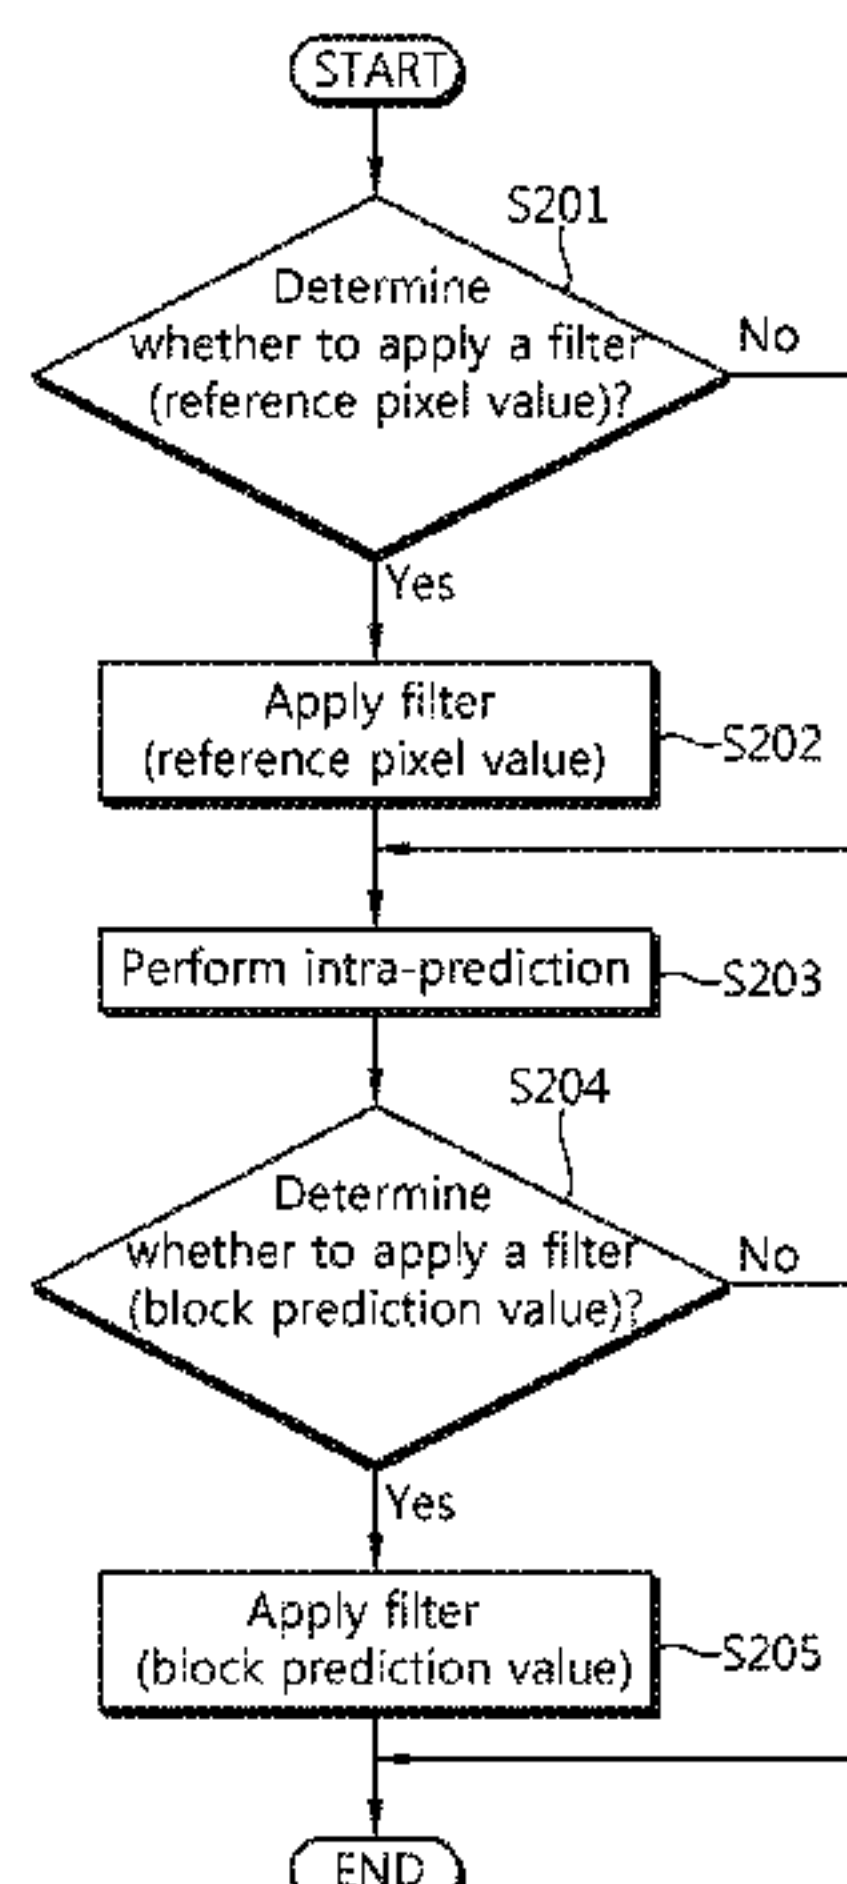 START
S201
Determine
whether to apply a filter
(reference pixel value)?
No
Yes
Apply filter
(reference pixel value)
S202
Perform intra-prediction
S203
S204
Determine
whether to apply a filter
(block prediction value)?
No
Yes
Apply filter
(block prediction value)
S205
END